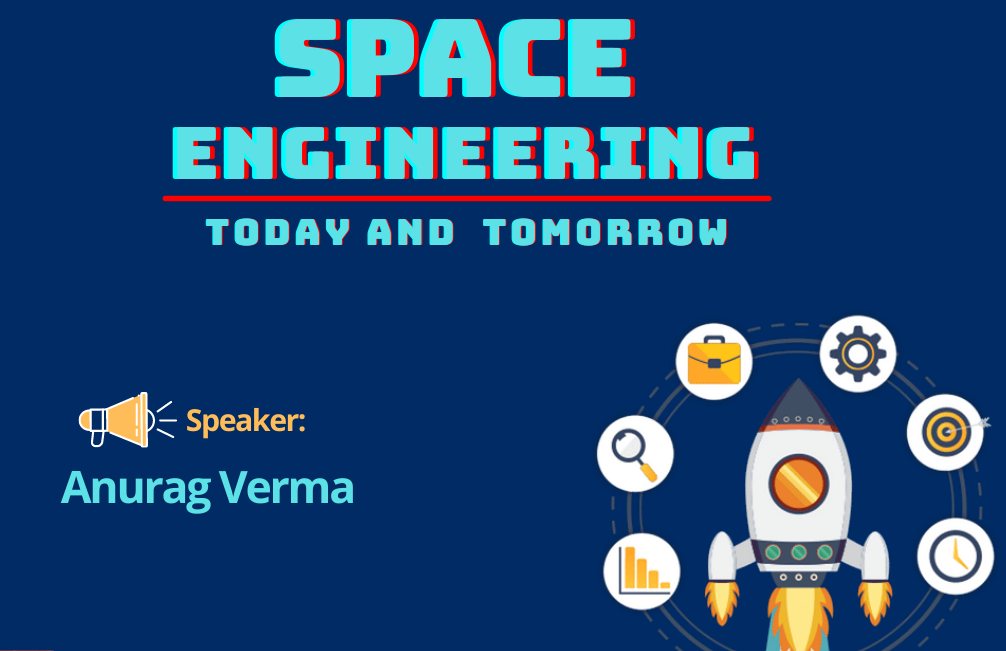 SPACE
ENGINEERING
TODAY AND TOMORROW
Speaker:
Anurag Verma